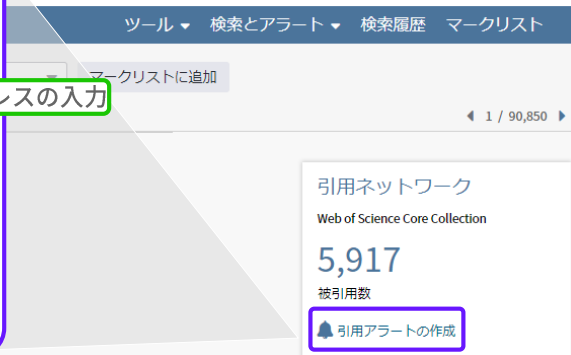 ツール 検索とアラート 検索履歴 マークリスト
マークリストに追加
レスの入力
1 / 90,850
引用ネットワーク
Web of Science Core Collection
5,917
被引用数
引用アラートの作成